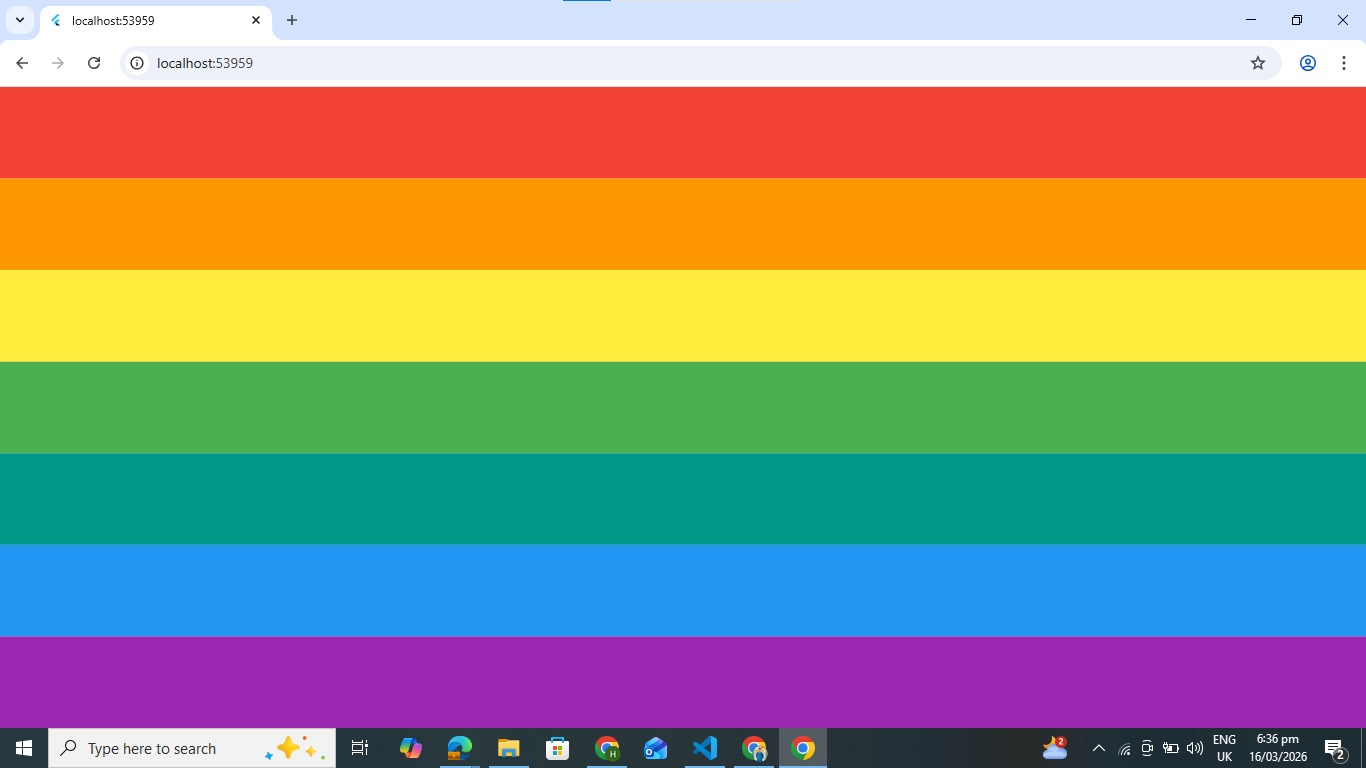 localhost:53959
localhost:53959
Type here to search
2
H
ENG
UK
6:36 pm
16/03/2026
2